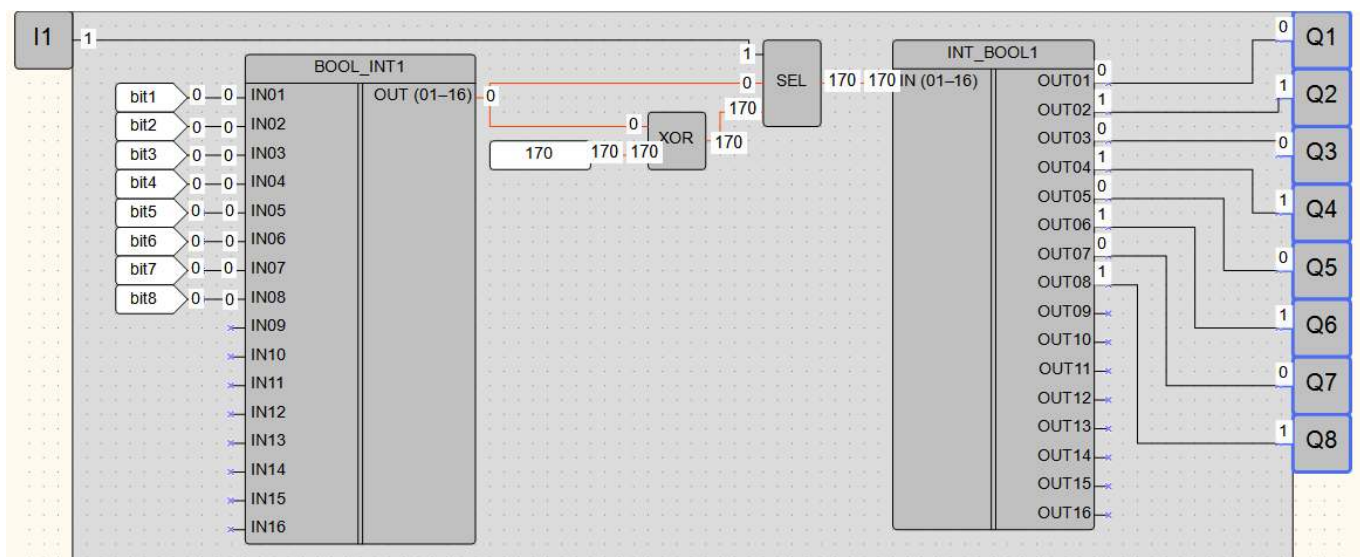 I1 1 0 Q1
BOOL_INT1 1 INT_BOOL1
SEL 170 170 IN (01–16) OUT01 0
bit1 0 0 IN01 OUT (01–16) 0 0 OUT02 1 1 Q2
170
bit2 0 0 IN02 0 OUT03 0
XOR
bit3 0 0 IN03 170 170 170 170 OUT04 1 0 Q3
bit4 0 0 IN04 OUT05 0
bit5 0 0 IN05 OUT06 1 1 Q4
bit6 0 0 IN06 OUT07 0
bit7 0 0 IN07 OUT08 1 0 Q5
bit8 0 0 IN08 OUT09
IN09 OUT10 1 Q6
IN10 OUT11
IN11 OUT12 0 Q7
IN12 OUT13
IN13 OUT14 1 Q8
IN14 OUT15
IN15 OUT16
IN16